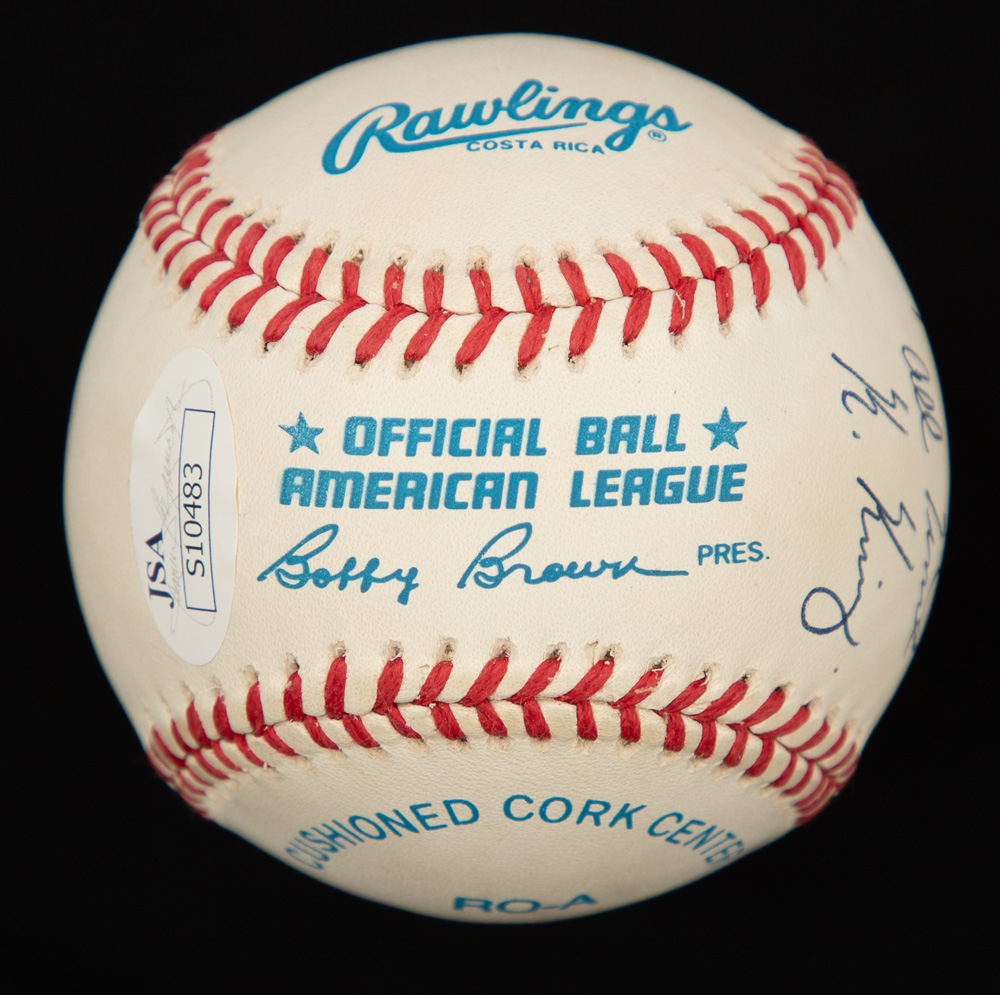 Rawlings®
COSTA RICA
★ OFFICIAL BALL ★
AMERICAN LEAGUE
Bobby Brown PRES.
CUSHIONED CORK CENTER
RO-A
JSA
S10483